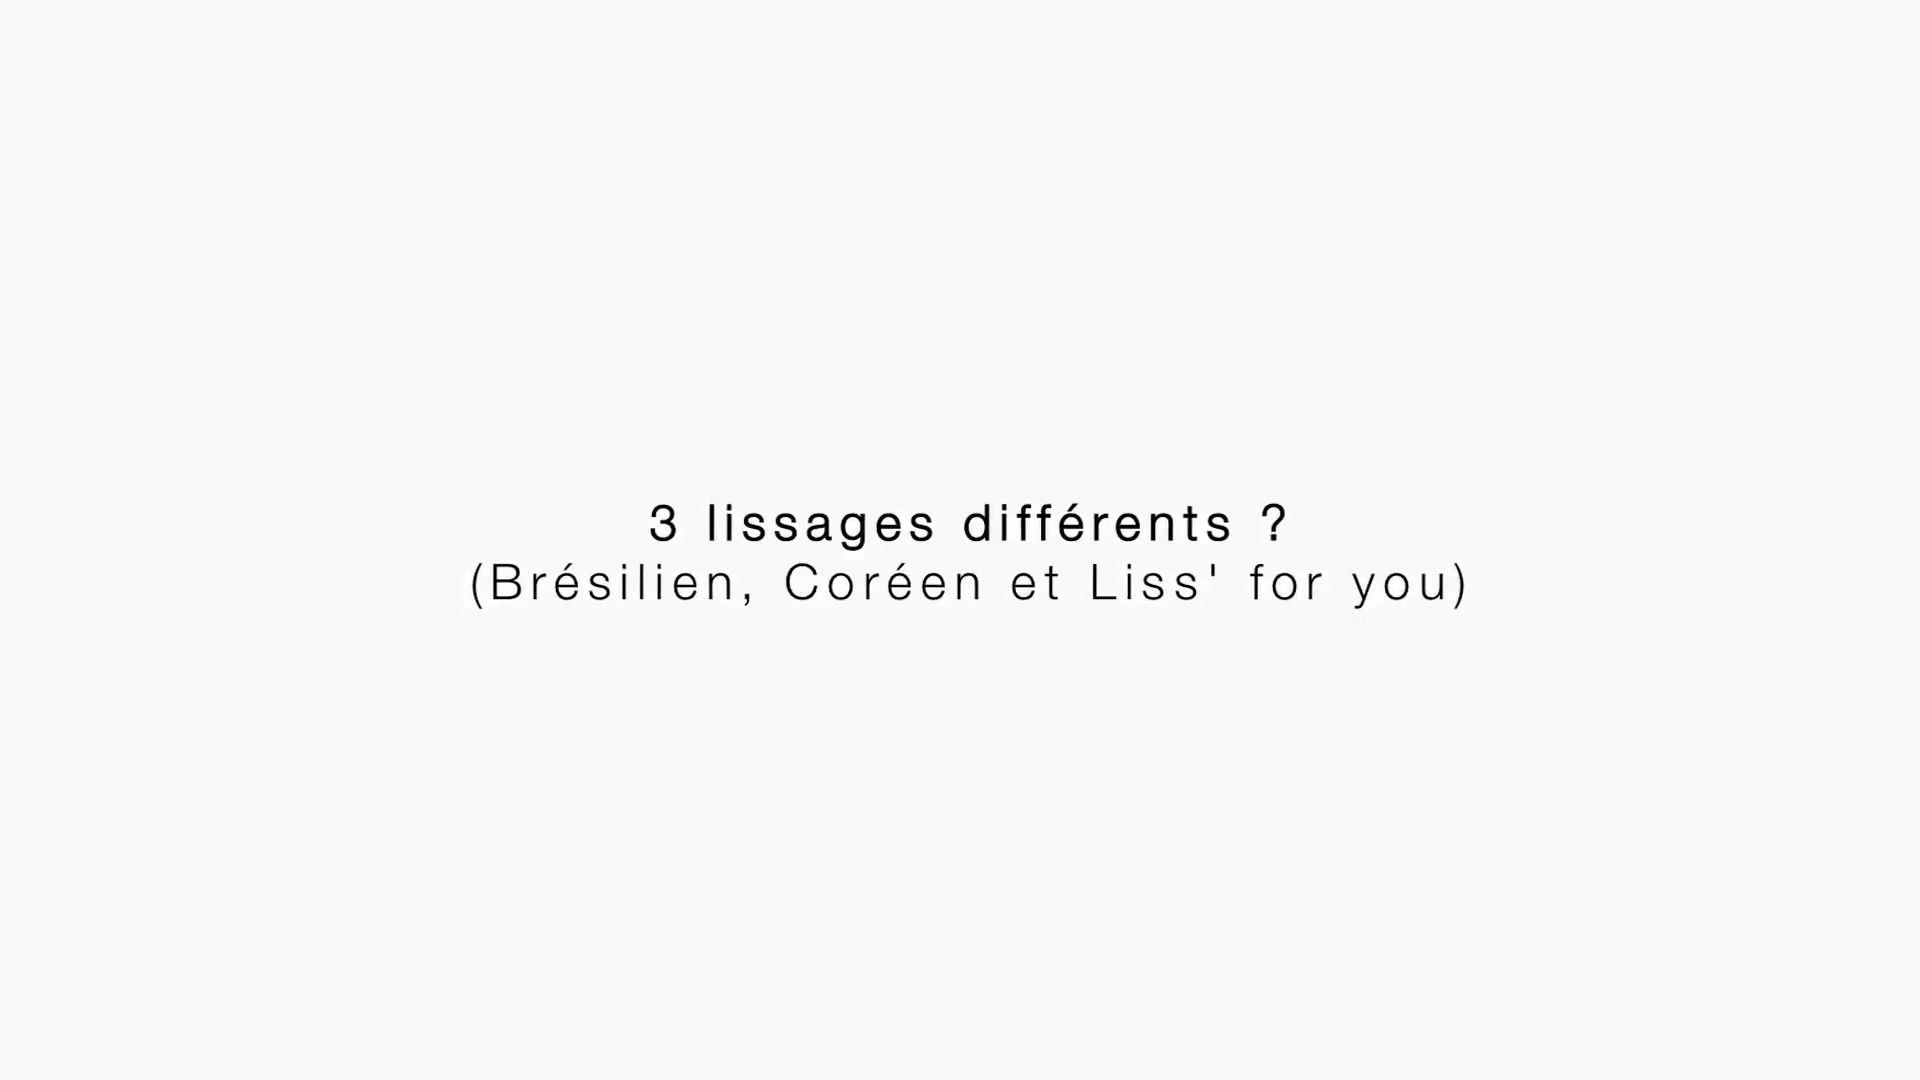 3 lissages différents ?
(Brésilien, Coréen et Liss' for you)